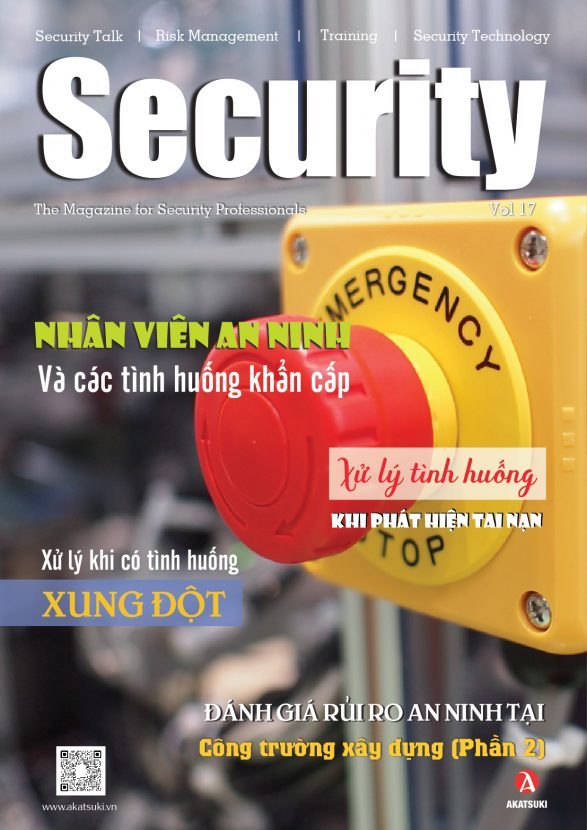 Security Talk | Risk Management | Training | Security Technology
Security
The Magazine for Security Professionals
Vol 17
EMERGENCY
NHÂN VIÊN AN NINH
Và các tình huống khẩn cấp
Xử lý tình huống
KHI PHÁT HIỆN TAI NẠN
STOP
Xử lý khi có tình huống
XUNG ĐỘT
ĐÁNH GIÁ RỦI RO AN NINH TẠI
Công trường xây dựng (Phần 2)
www.akatsuki.vn
AKATSUKI